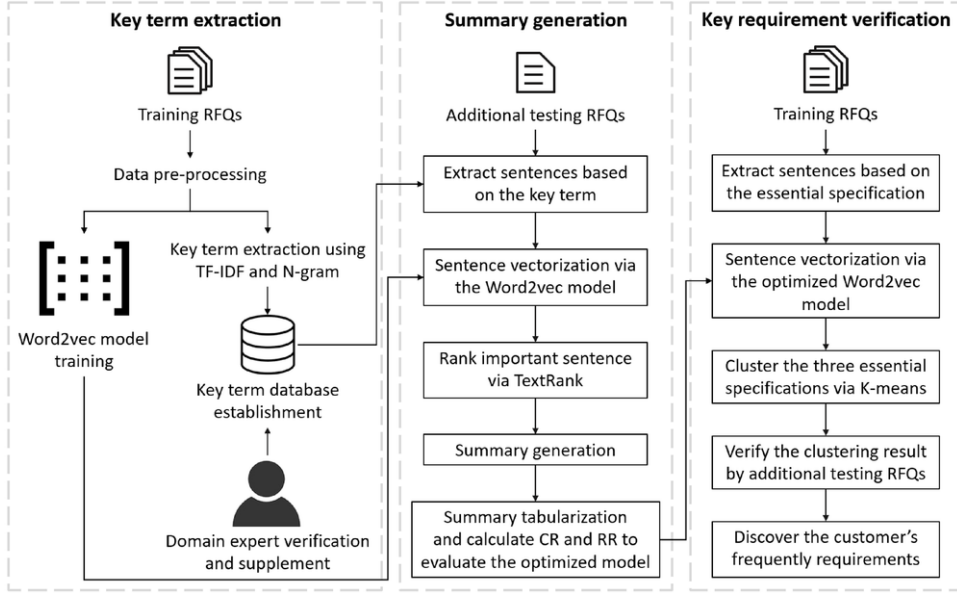 Key term extraction
Training RFQs
Data pre-processing
Word2vec model
training
Key term extraction using
TF-IDF and N-gram
Key term database
establishment
Domain expert verification
and supplement
Summary generation
Additional testing RFQs
Extract sentences based
on the key term
Sentence vectorization via
the Word2vec model
Rank important sentence
via TextRank
Summary generation
Summary tabularization
and calculate CR and RR to
evaluate the optimized model
Key requirement verification
Training RFQs
Extract sentences based on
the essential specification
Sentence vectorization via
the optimized Word2vec
model
Cluster the three essential
specifications via K-means
Verify the clustering result
by additional testing RFQs
Discover the customer's
frequently requirements